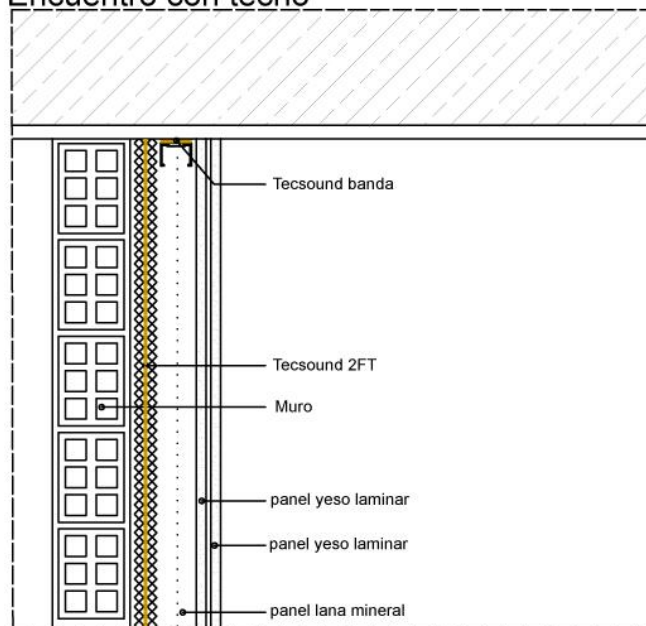 Encuentro con techo
Tecsound banda
Tecsound 2FT
Muro
panel yeso laminar
panel yeso laminar
panel lana mineral